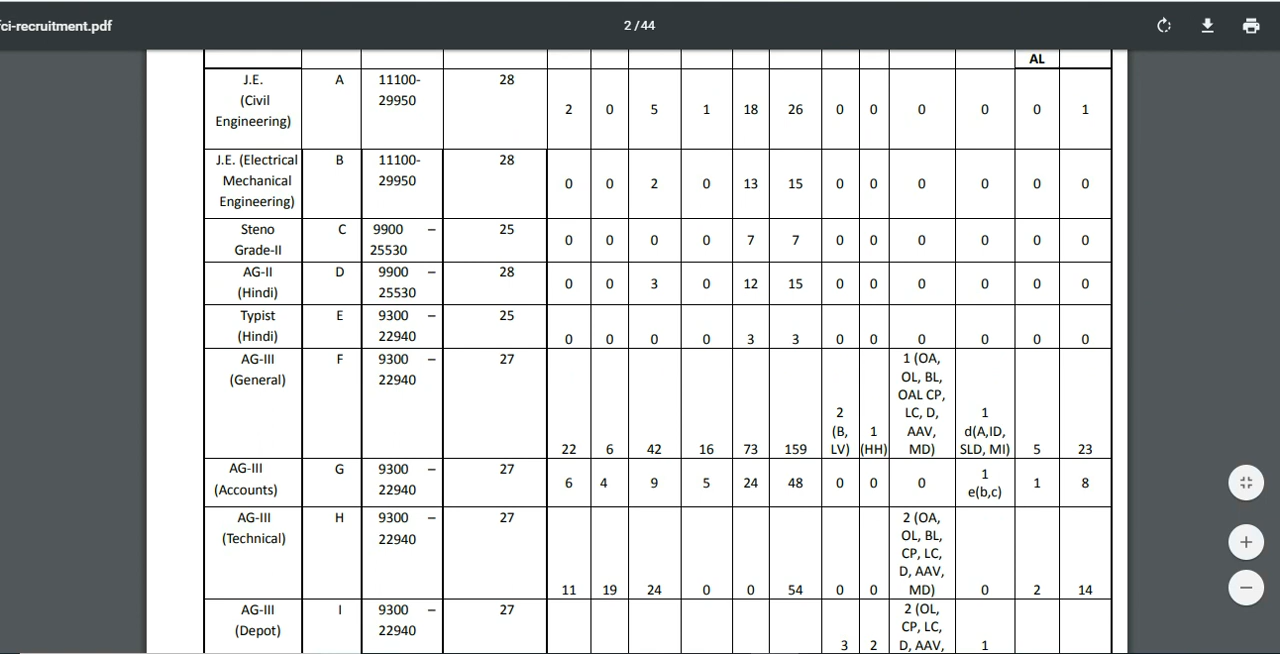 ci-recruitment.pdf
2 / 44
AL
J.E. A 11100- 28
(Civil 29950
Engineering)
2 0 5 1 18 26 0 0 0 0 0 1
J.E. (Electrical B 11100- 28
Mechanical 29950
Engineering)
0 0 2 0 13 15 0 0 0 0 0 0
Steno C 9900 – 25
Grade-II 25530
0 0 0 0 7 7 0 0 0 0 0 0
AG-II D 9900 – 28
(Hindi) 25530
0 0 3 0 12 15 0 0 0 0 0 0
Typist E 9300 – 25
(Hindi) 22940
0 0 0 0 3 3 0 0 0 0 0 0
AG-III F 9300 – 27 1 (OA,
(General) 22940 OL, BL,
OAL CP,
2 LC, D, 1
(B, 1 AAV, d(A,ID,
22 6 42 16 73 159 LV) (HH) MD) SLD, MI) 5 23
AG-III G 9300 – 27 1
(Accounts) 22940 e(b,c)
6 4 9 5 24 48 0 0 0 1 8
AG-III H 9300 – 27 2 (OA,
(Technical) 22940 OL, BL,
CP, LC,
D, AAV,
11 19 24 0 0 54 0 0 MD) 0 2 14
AG-III I 9300 – 27 2 (OL,
(Depot) 22940 CP, LC,
3 2 D, AAV, 1